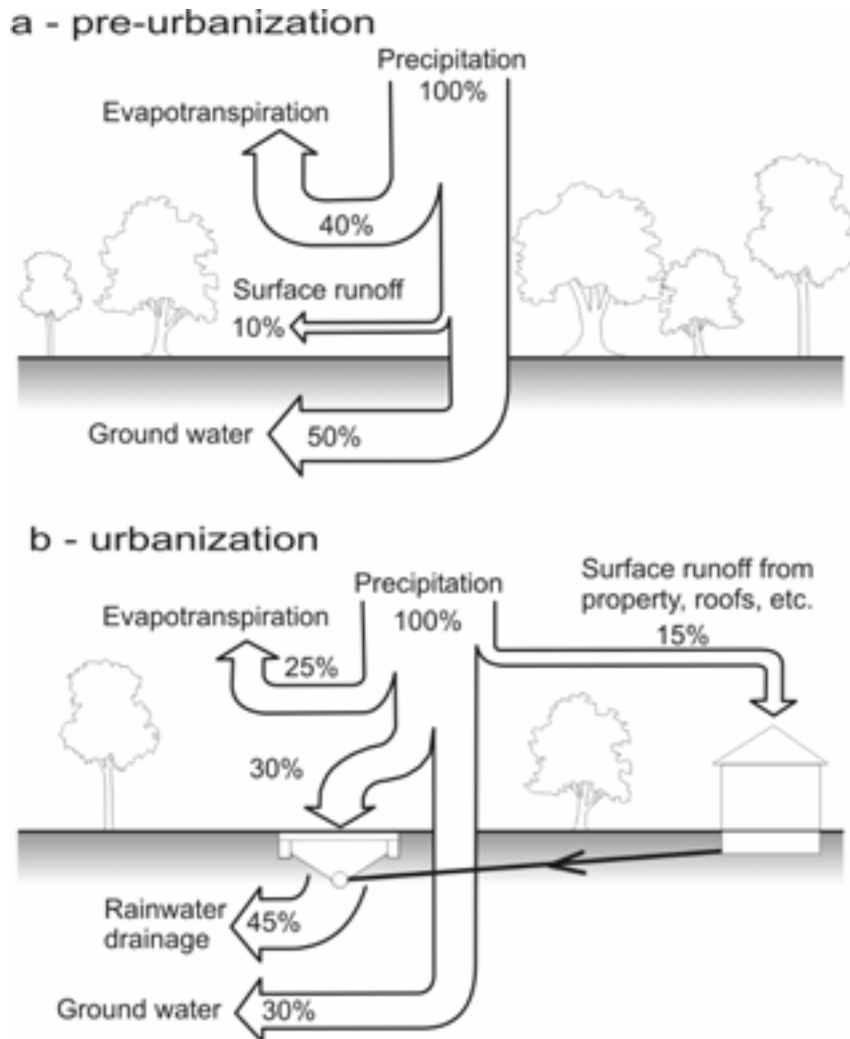 a - pre-urbanization
Precipitation
100%
Evapotranspiration
40%
Surface runoff
10%
Ground water
50%
b - urbanization
Precipitation
100%
Surface runoff from
property, roofs, etc.
15%
Evapotranspiration
25%
30%
Rainwater
drainage
45%
Ground water
30%